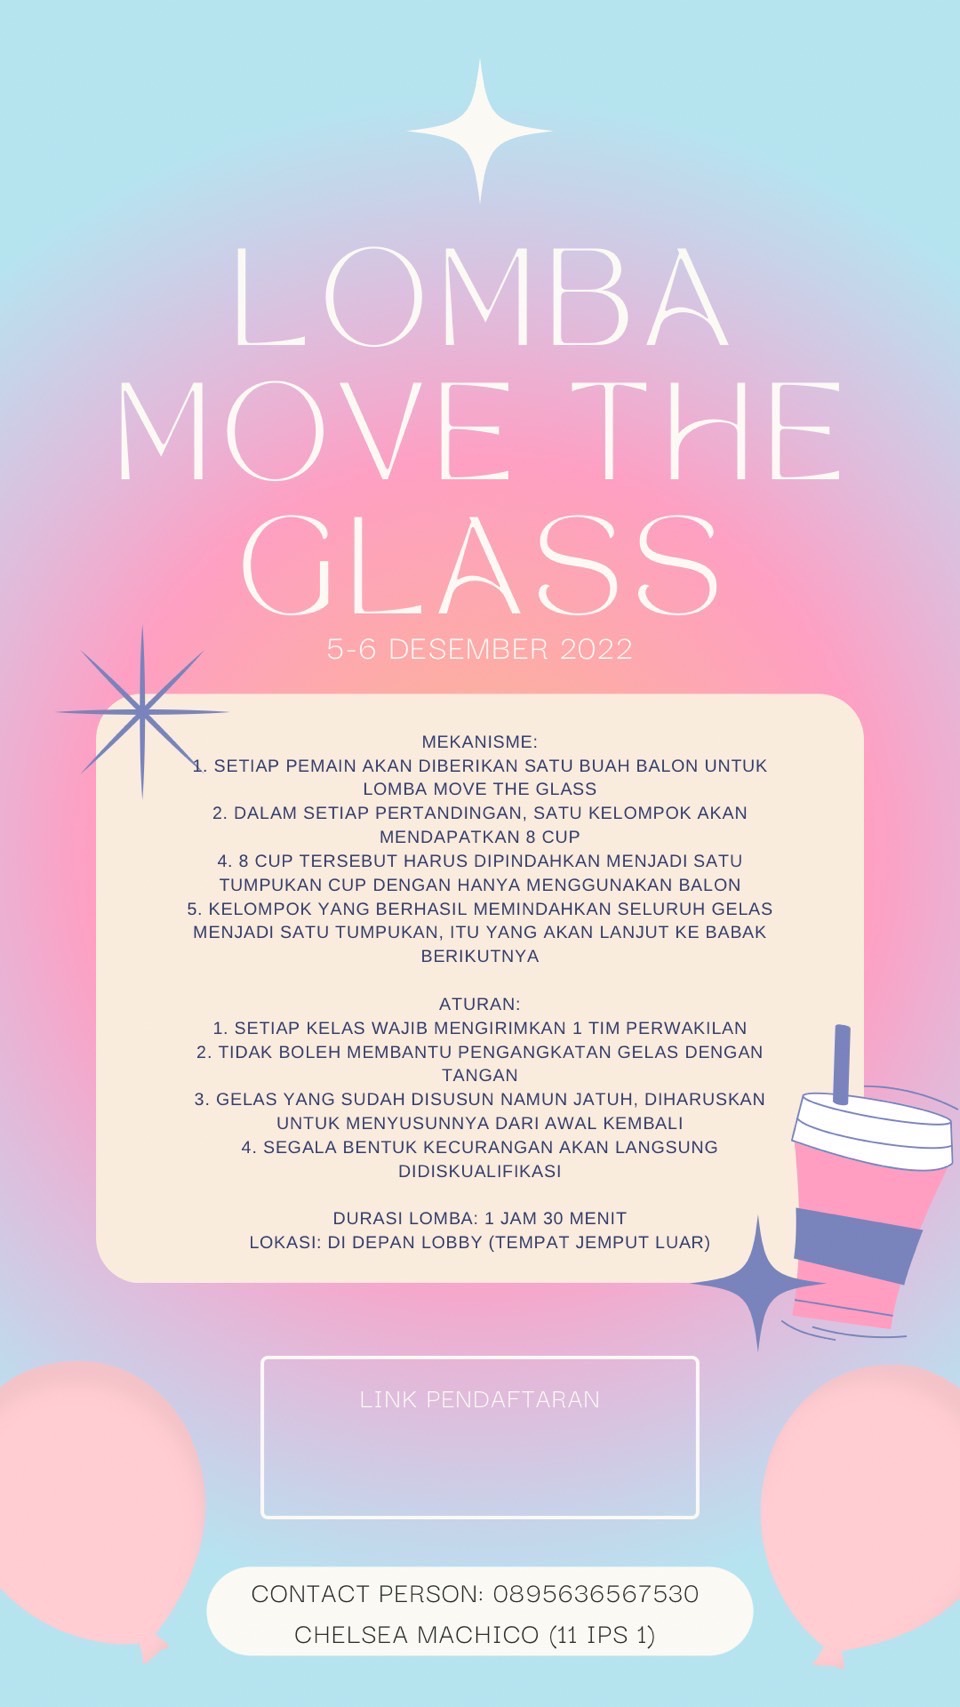 LOMBA
MOVE THE
GLASS
5-6 DESEMBER 2022
MEKANISME:
1. SETIAP PEMAIN AKAN DIBERIKAN SATU BUAH BALON UNTUK
LOMBA MOVE THE GLASS
2. DALAM SETIAP PERTANDINGAN, SATU KELOMPOK AKAN
MENDAPATKAN 8 CUP
4. 8 CUP TERSEBUT HARUS DIPINDAHKAN MENJADI SATU
TUMPUKAN CUP DENGAN HANYA MENGGUNAKAN BALON
5. KELOMPOK YANG BERHASIL MEMINDAHKAN SELURUH GELAS
MENJADI SATU TUMPUKAN, ITU YANG AKAN LANJUT KE BABAK
BERIKUTNYA
ATURAN:
1. SETIAP KELAS WAJIB MENGIRIMKAN 1 TIM PERWAKILAN
2. TIDAK BOLEH MEMBANTU PENGANGKATAN GELAS DENGAN
TANGAN
3. GELAS YANG SUDAH DISUSUN NAMUN JATUH, DIHARUSKAN
UNTUK MENYUSUNNYA DARI AWAL KEMBALI
4. SEGALA BENTUK KECURANGAN AKAN LANGSUNG
DIDISKUALIFIKASI
DURASI LOMBA: 1 JAM 30 MENIT
LOKASI: DI DEPAN LOBBY (TEMPAT JEMPUT LUAR)
LINK PENDAFTARAN
CONTACT PERSON: 0895636567530
CHELSEA MACHICO (11 IPS 1)